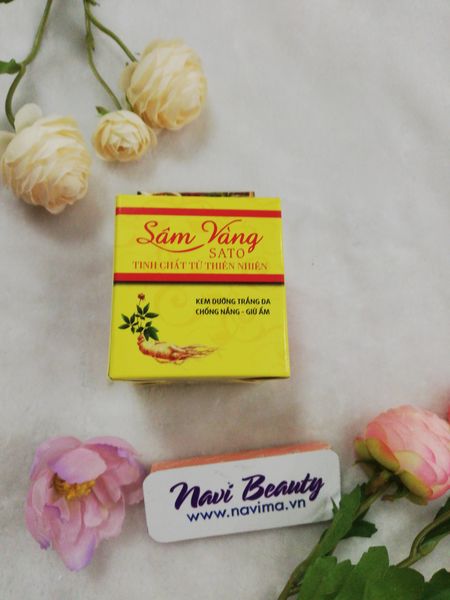 Sâm Vàng
SATO
TINH CHẤT TỪ THIÊN NHIÊN
KEM DƯỠNG TRẮNG DA
CHỐNG NẮNG - GIỮ ẨM
Navi Beauty
www.navima.vn